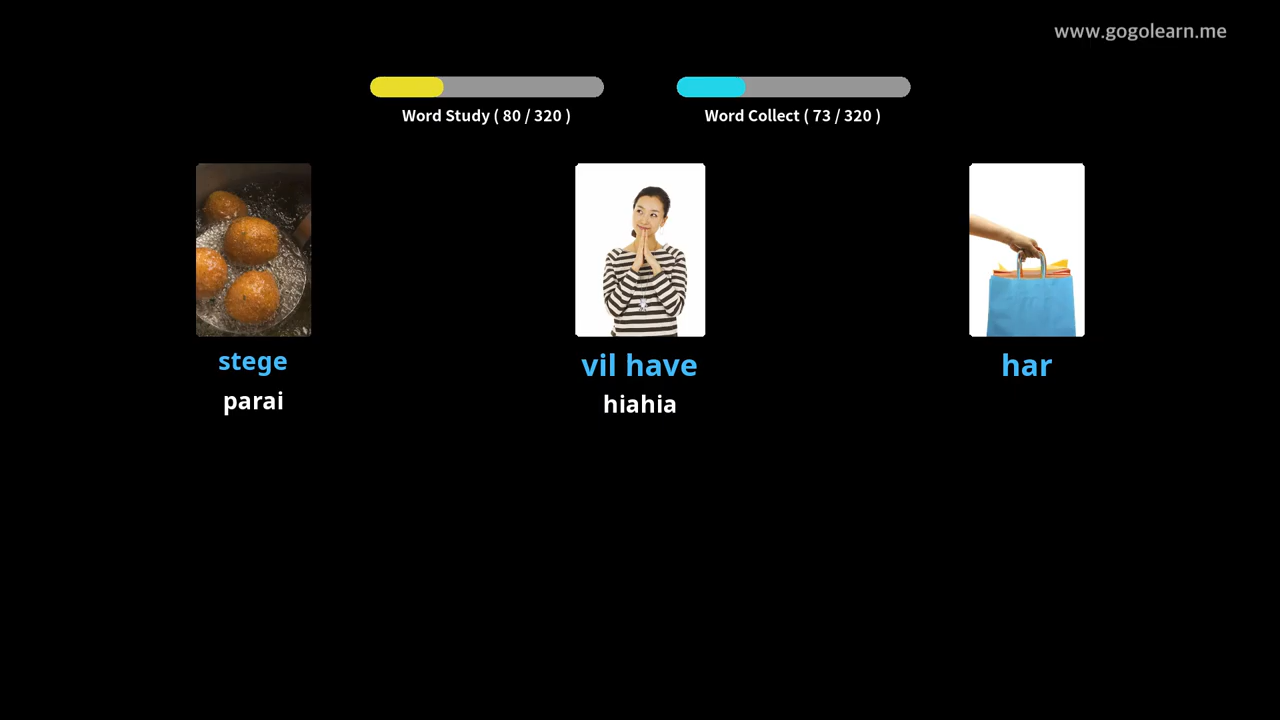 www.gogolearn.me
Word Study ( 80 / 320 )
Word Collect ( 73 / 320 )
stege
parai
vil have
hiahia
har